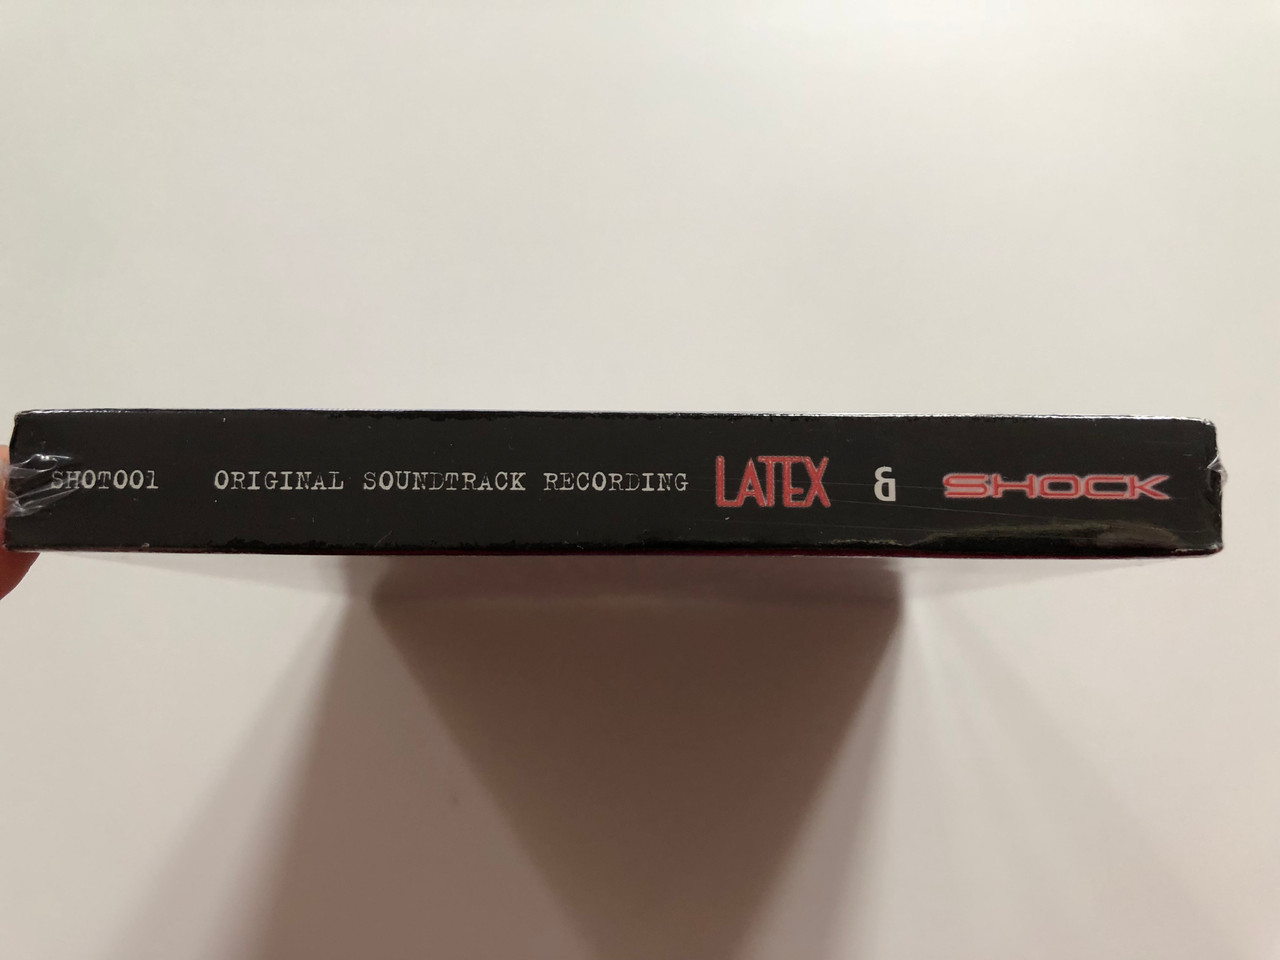 SHOT001 ORIGINAL SOUNDTRACK RECORDING LATEX & SHOCK